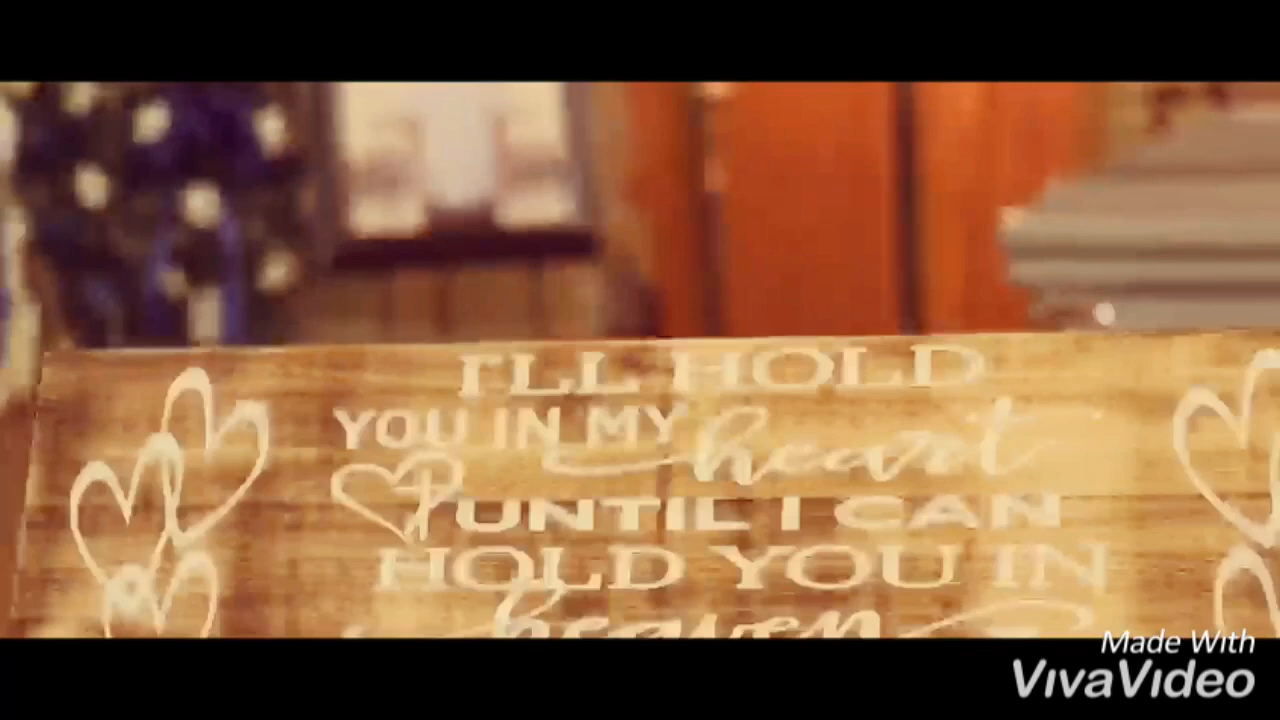 I'LL HOLD
YOU IN MY heart
UNTIL I CAN
HOLD YOU IN
heaven
Made With
VivaVideo